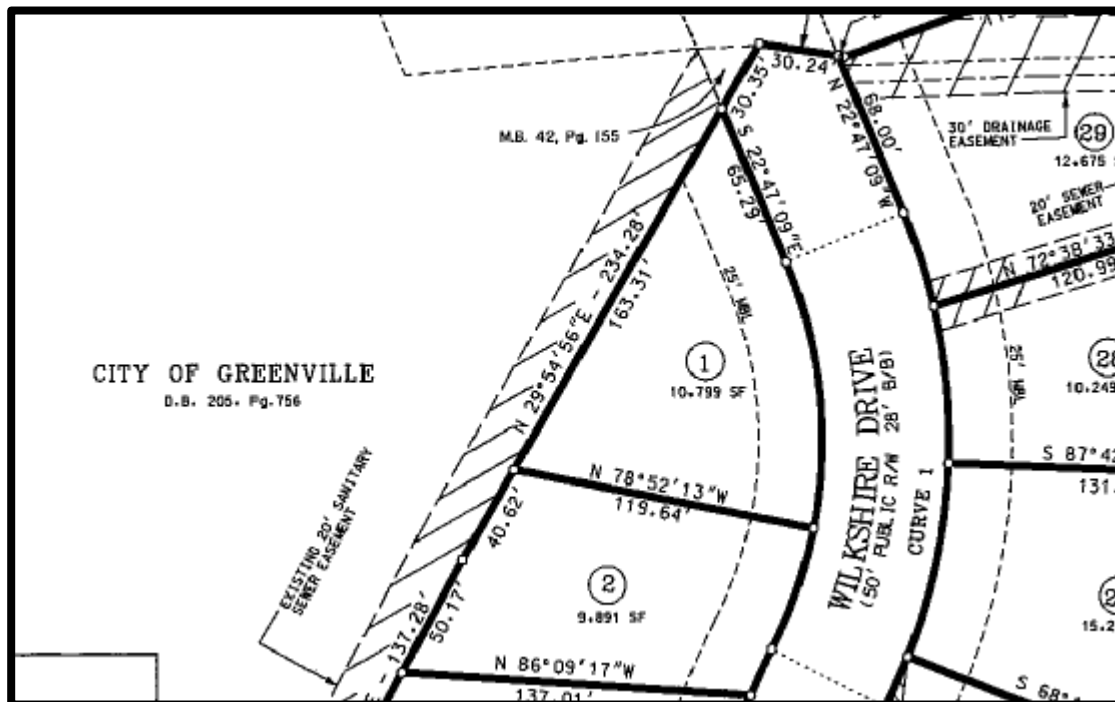 30.24'
30.35'
M.B. 42, Pg. 155
N 22°47'09"W
68.00'
30' DRAINAGE
EASEMENT
29
12.675
S 22°47'09"E
65.29'
20' SEWER
EASEMENT
N 72°38'33
120.99
N 29°54'56"E - 234.28'
163.31'
25' MBL
1
10.799 SF
CITY OF GREENVILLE
D.B. 205. Pg.756
WILKSHIRE DRIVE
(50' PUBLIC R/W 28' B/B)
CURVE 1
25' MBL
10.249
S 87°42
131.
N 78°52'13"W
119.64'
40.62'
EXISTING 20' SANITARY
SEWER EASEMENT
2
9.891 SF
15.2
E - 137.28'
50.17'
N 86°09'17"W
137.01'
S 68°